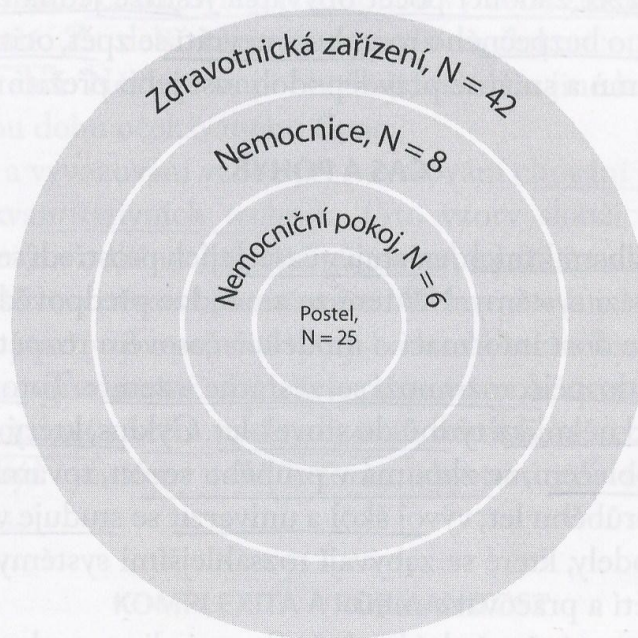 Zdravotnická zařízení, N = 42
Nemocnice, N = 8
Nemocniční pokoj, N = 6
Postel,
N = 25